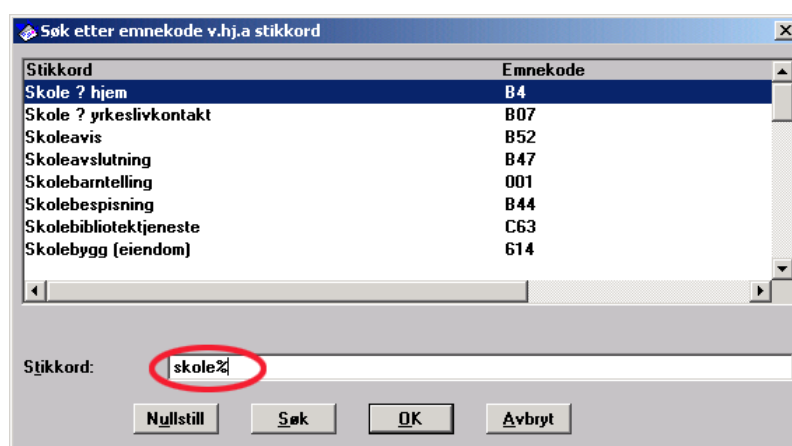 Søk etter emnekode v.hj.a stikkord
Stikkord Emnekode
Skole ? hjem B4
Skole ? yrkeslivkontakt B07
Skoleavis B52
Skoleavslutning B47
Skolebarntelling 001
Skolebespisning B44
Skolebibliotektjeneste C63
Skolebygg (eiendom) 614
Stikkord: skole%
Nullstill Søk OK Avbryt